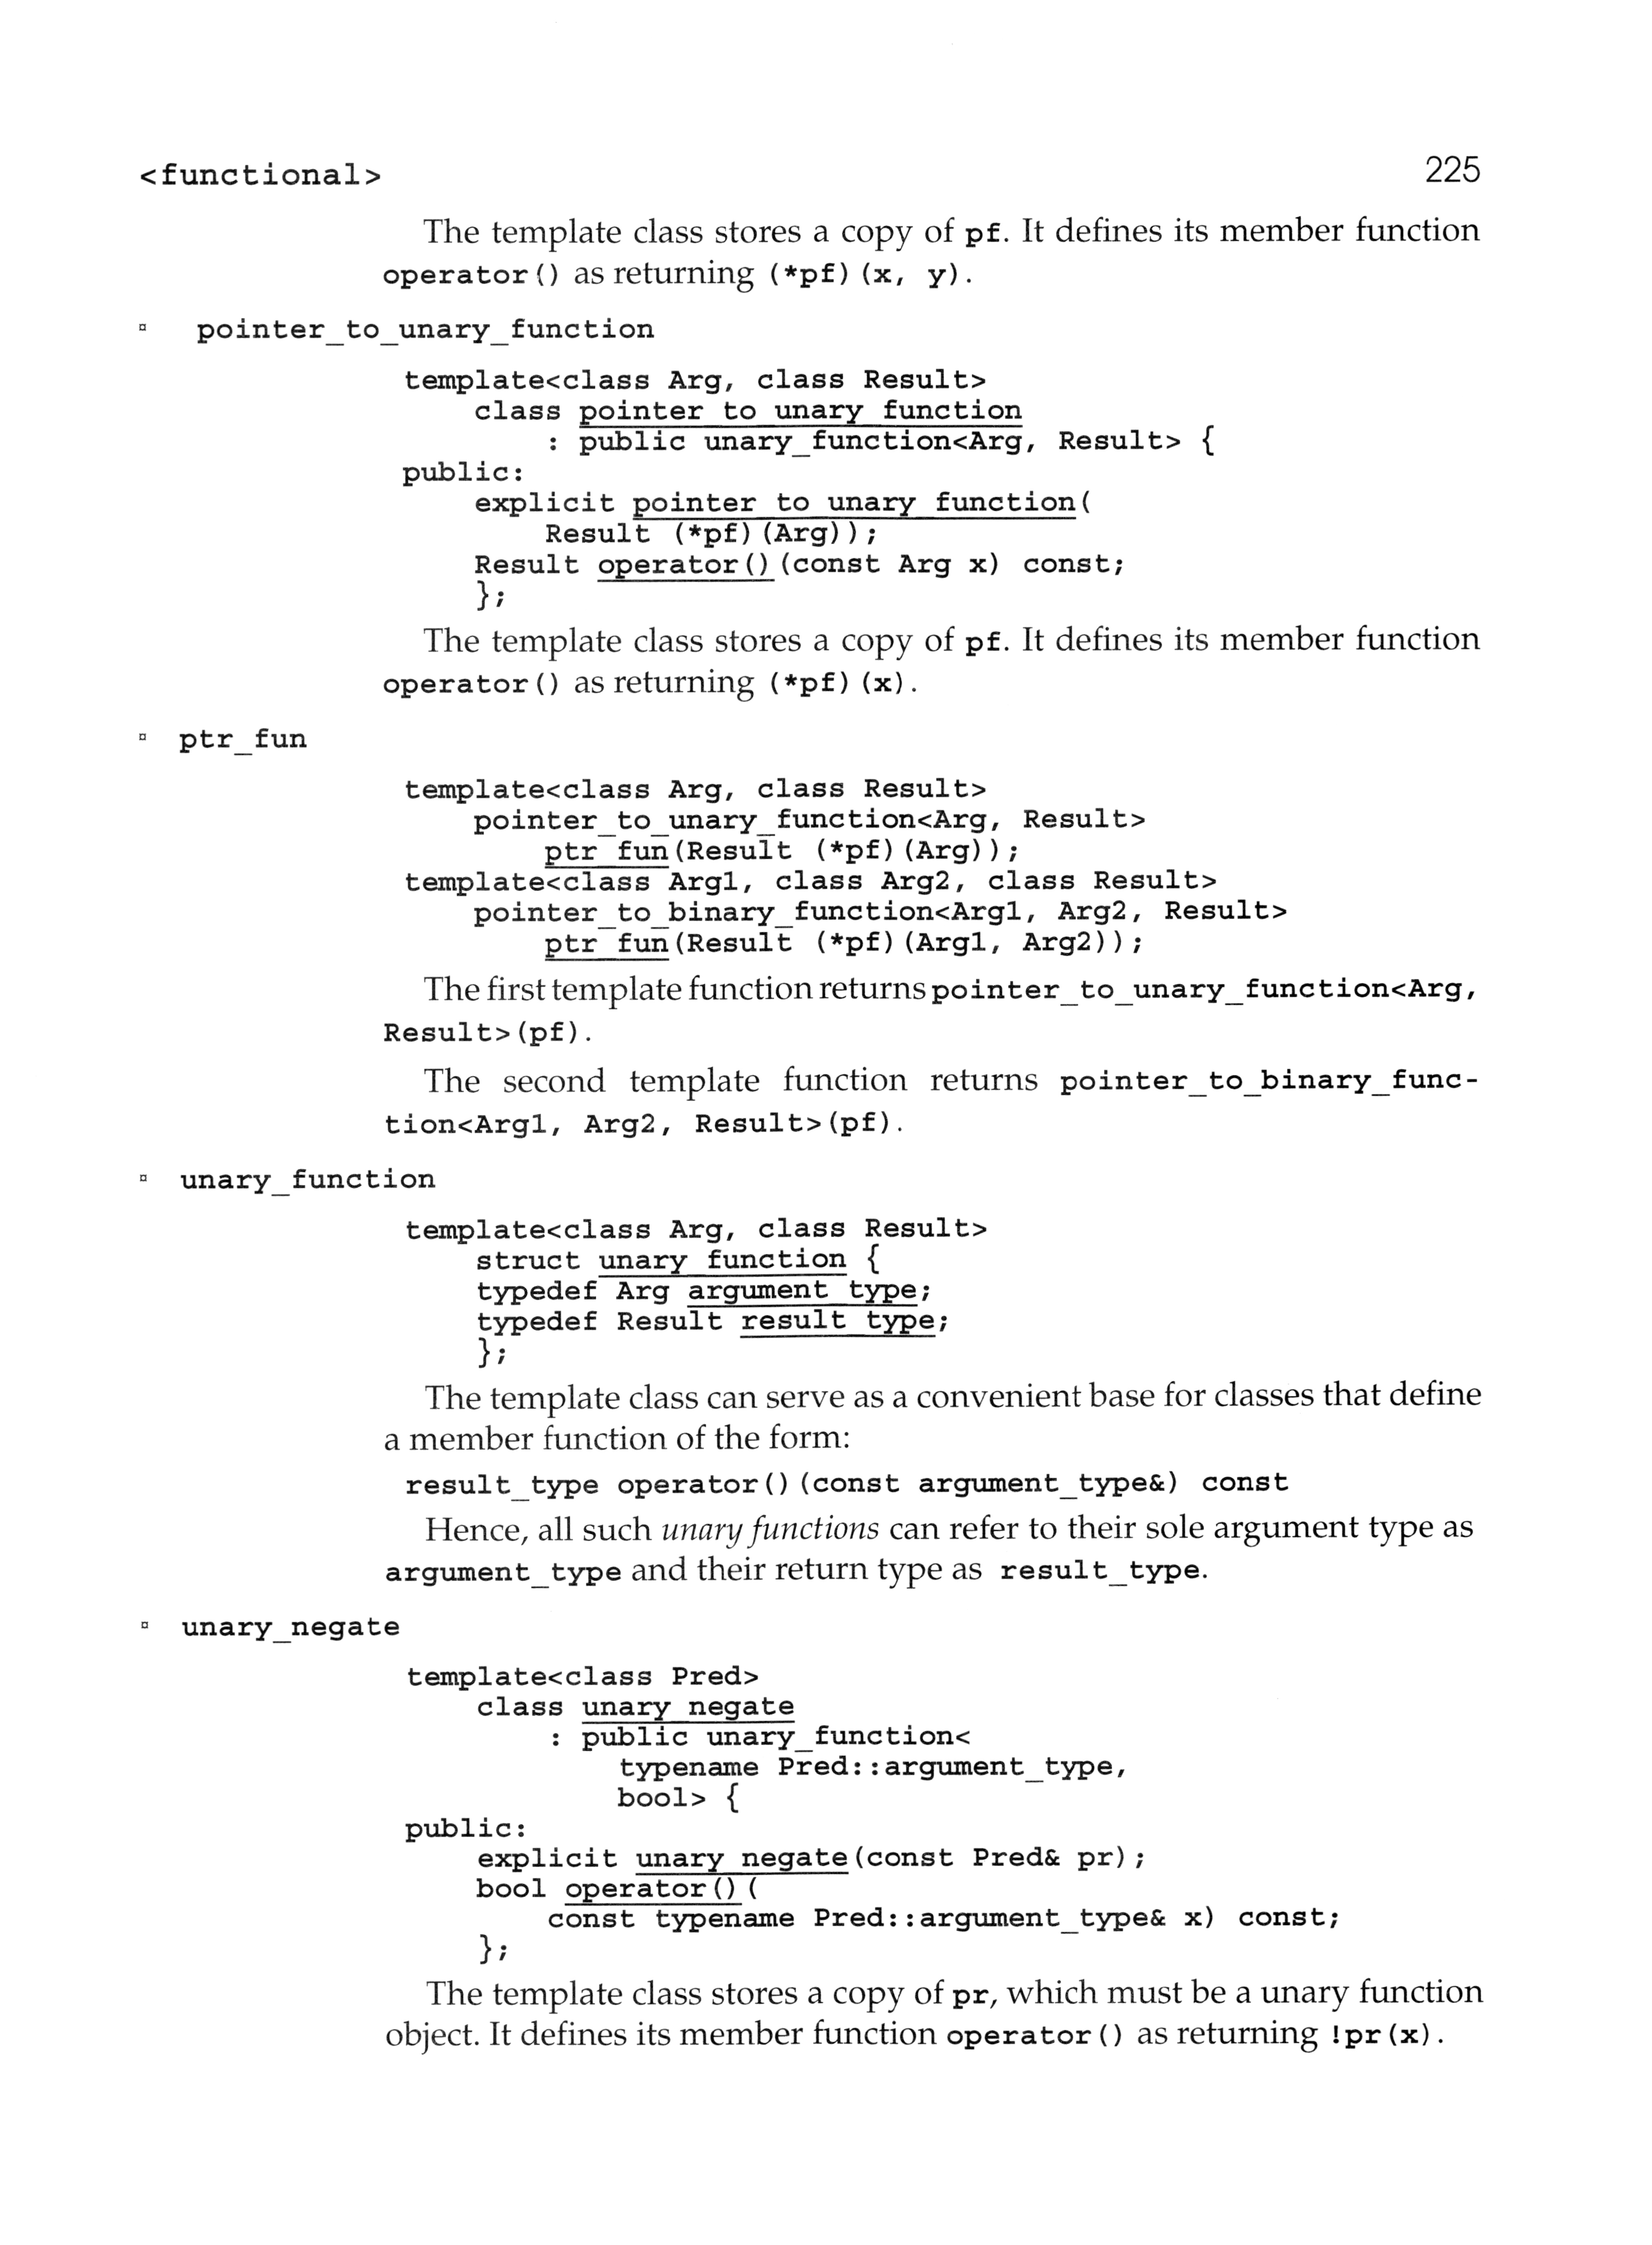 <functional> 225
The template class stores a copy of pf. It defines its member function
operator() as returning (*pf)(x, y).
▫ pointer_to_unary_function
template<class Arg, class Result>
    class pointer_to_unary_function
        : public unary_function<Arg, Result> {
public:
    explicit pointer_to_unary_function(
        Result (*pf)(Arg));
    Result operator()(const Arg x) const;
    };
The template class stores a copy of pf. It defines its member function
operator() as returning (*pf)(x).
▫ ptr_fun
template<class Arg, class Result>
    pointer_to_unary_function<Arg, Result>
        ptr_fun(Result (*pf)(Arg));
template<class Arg1, class Arg2, class Result>
    pointer_to_binary_function<Arg1, Arg2, Result>
        ptr_fun(Result (*pf)(Arg1, Arg2));
The first template function returns pointer_to_unary_function<Arg,
Result>(pf).
The second template function returns pointer_to_binary_func-
tion<Arg1, Arg2, Result>(pf).
▫ unary_function
template<class Arg, class Result>
    struct unary_function {
    typedef Arg argument_type;
    typedef Result result_type;
    };
The template class can serve as a convenient base for classes that define
a member function of the form:
result_type operator()(const argument_type&) const
Hence, all such unary functions can refer to their sole argument type as
argument_type and their return type as result_type.
▫ unary_negate
template<class Pred>
    class unary_negate
        : public unary_function<
            typename Pred::argument_type,
            bool> {
public:
    explicit unary_negate(const Pred& pr);
    bool operator()(
        const typename Pred::argument_type& x) const;
    };
The template class stores a copy of pr, which must be a unary function
object. It defines its member function operator() as returning !pr(x).